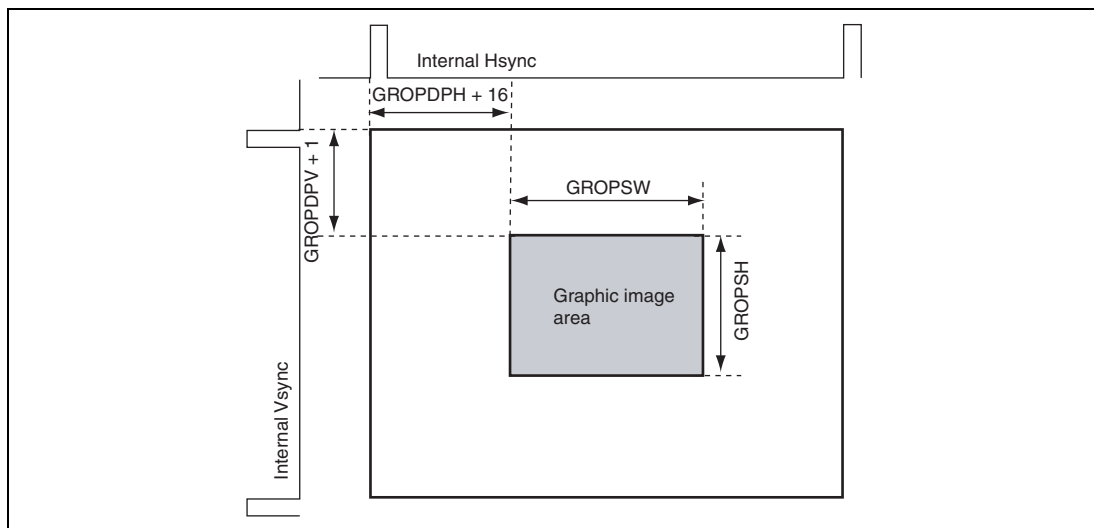 Internal Hsync
GROPDPH + 16
GROPDPV + 1
GROPSW
Graphic image
area
GROPSH
Internal Vsync